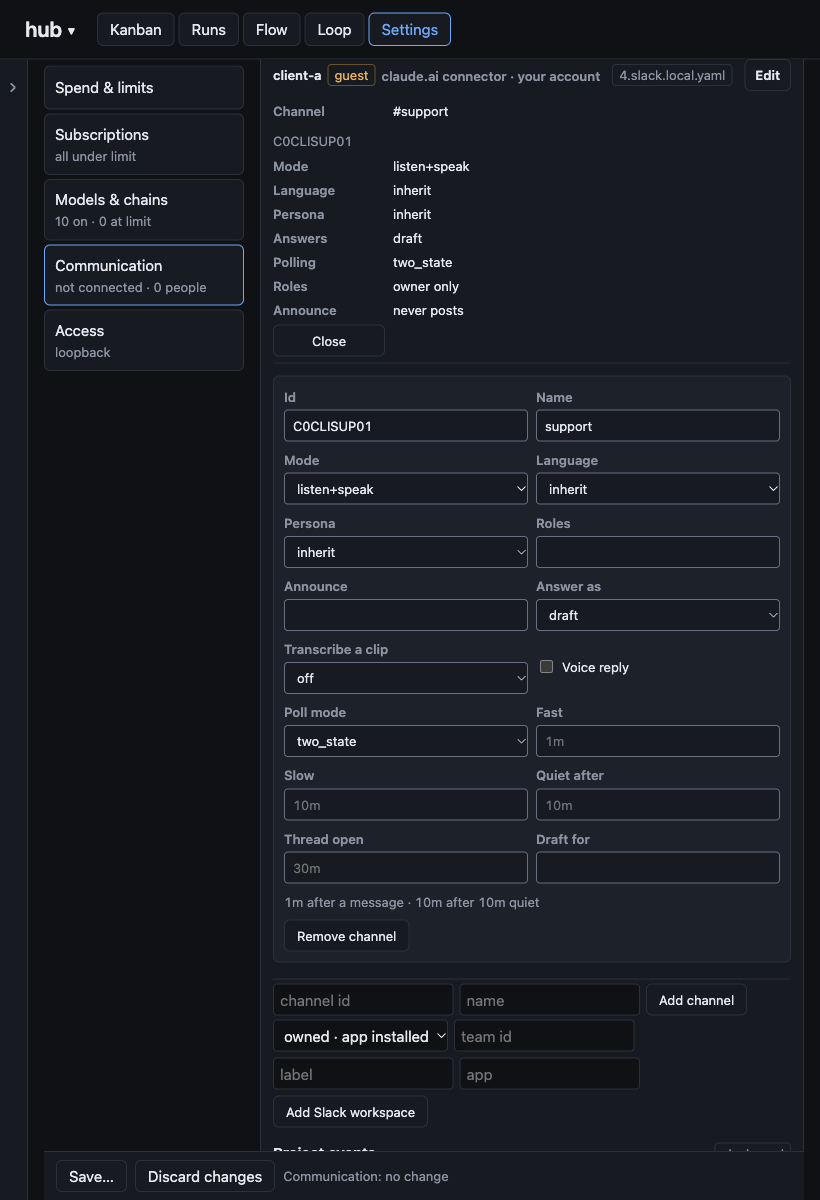 hub ▾ Kanban Runs Flow Loop Settings
Spend & limits
Subscriptions
all under limit
Models & chains
10 on · 0 at limit
Communication
not connected · 0 people
Access
loopback
client-a guest claude.ai connector · your account 4.slack.local.yaml Edit
Channel #support
C0CLISUP01
Mode listen+speak
Language inherit
Persona inherit
Answers draft
Polling two_state
Roles owner only
Announce never posts
Close
Id Name
C0CLISUP01 support
Mode Language
listen+speak inherit
Persona Roles
inherit
Announce Answer as
draft
Transcribe a clip
off Voice reply
Poll mode Fast
two_state 1m
Slow Quiet after
10m 10m
Thread open Draft for
30m
1m after a message · 10m after 10m quiet
Remove channel
channel id name Add channel
owned · app installed team id
label app
Add Slack workspace
Project events
Save... Discard changes Communication: no change